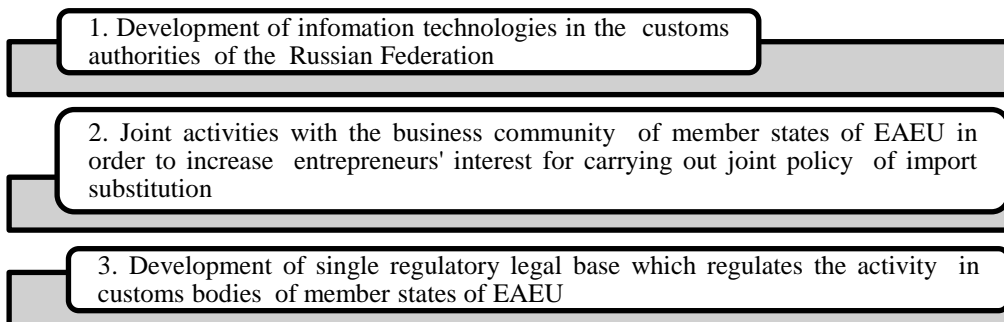 1. Development of infomation technologies in the customs
authorities of the Russian Federation
2. Joint activities with the business community of member states of EAEU in
order to increase entrepreneurs' interest for carrying out joint policy of import
substitution
3. Development of single regulatory legal base which regulates the activity in
customs bodies of member states of EAEU